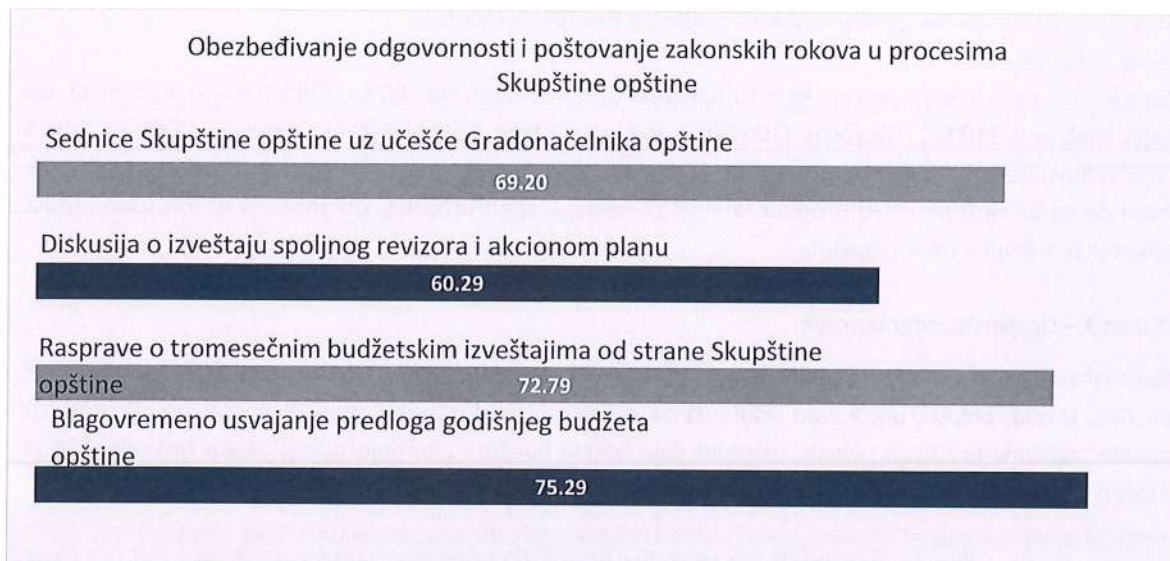 Obezbeđivanje odgovornosti i poštovanje zakonskih rokova u procesima
Skupštine opštine
Sednice Skupštine opštine uz učešće Gradonačelnika opštine
69.20
Diskusija o izveštaju spoljnog revizora i akcionom planu
60.29
Rasprave o tromesečnim budžetskim izveštajima od strane Skupštine
opštine
72.79
Blagovremeno usvajanje predloga godišnjeg budžeta
opštine
75.29